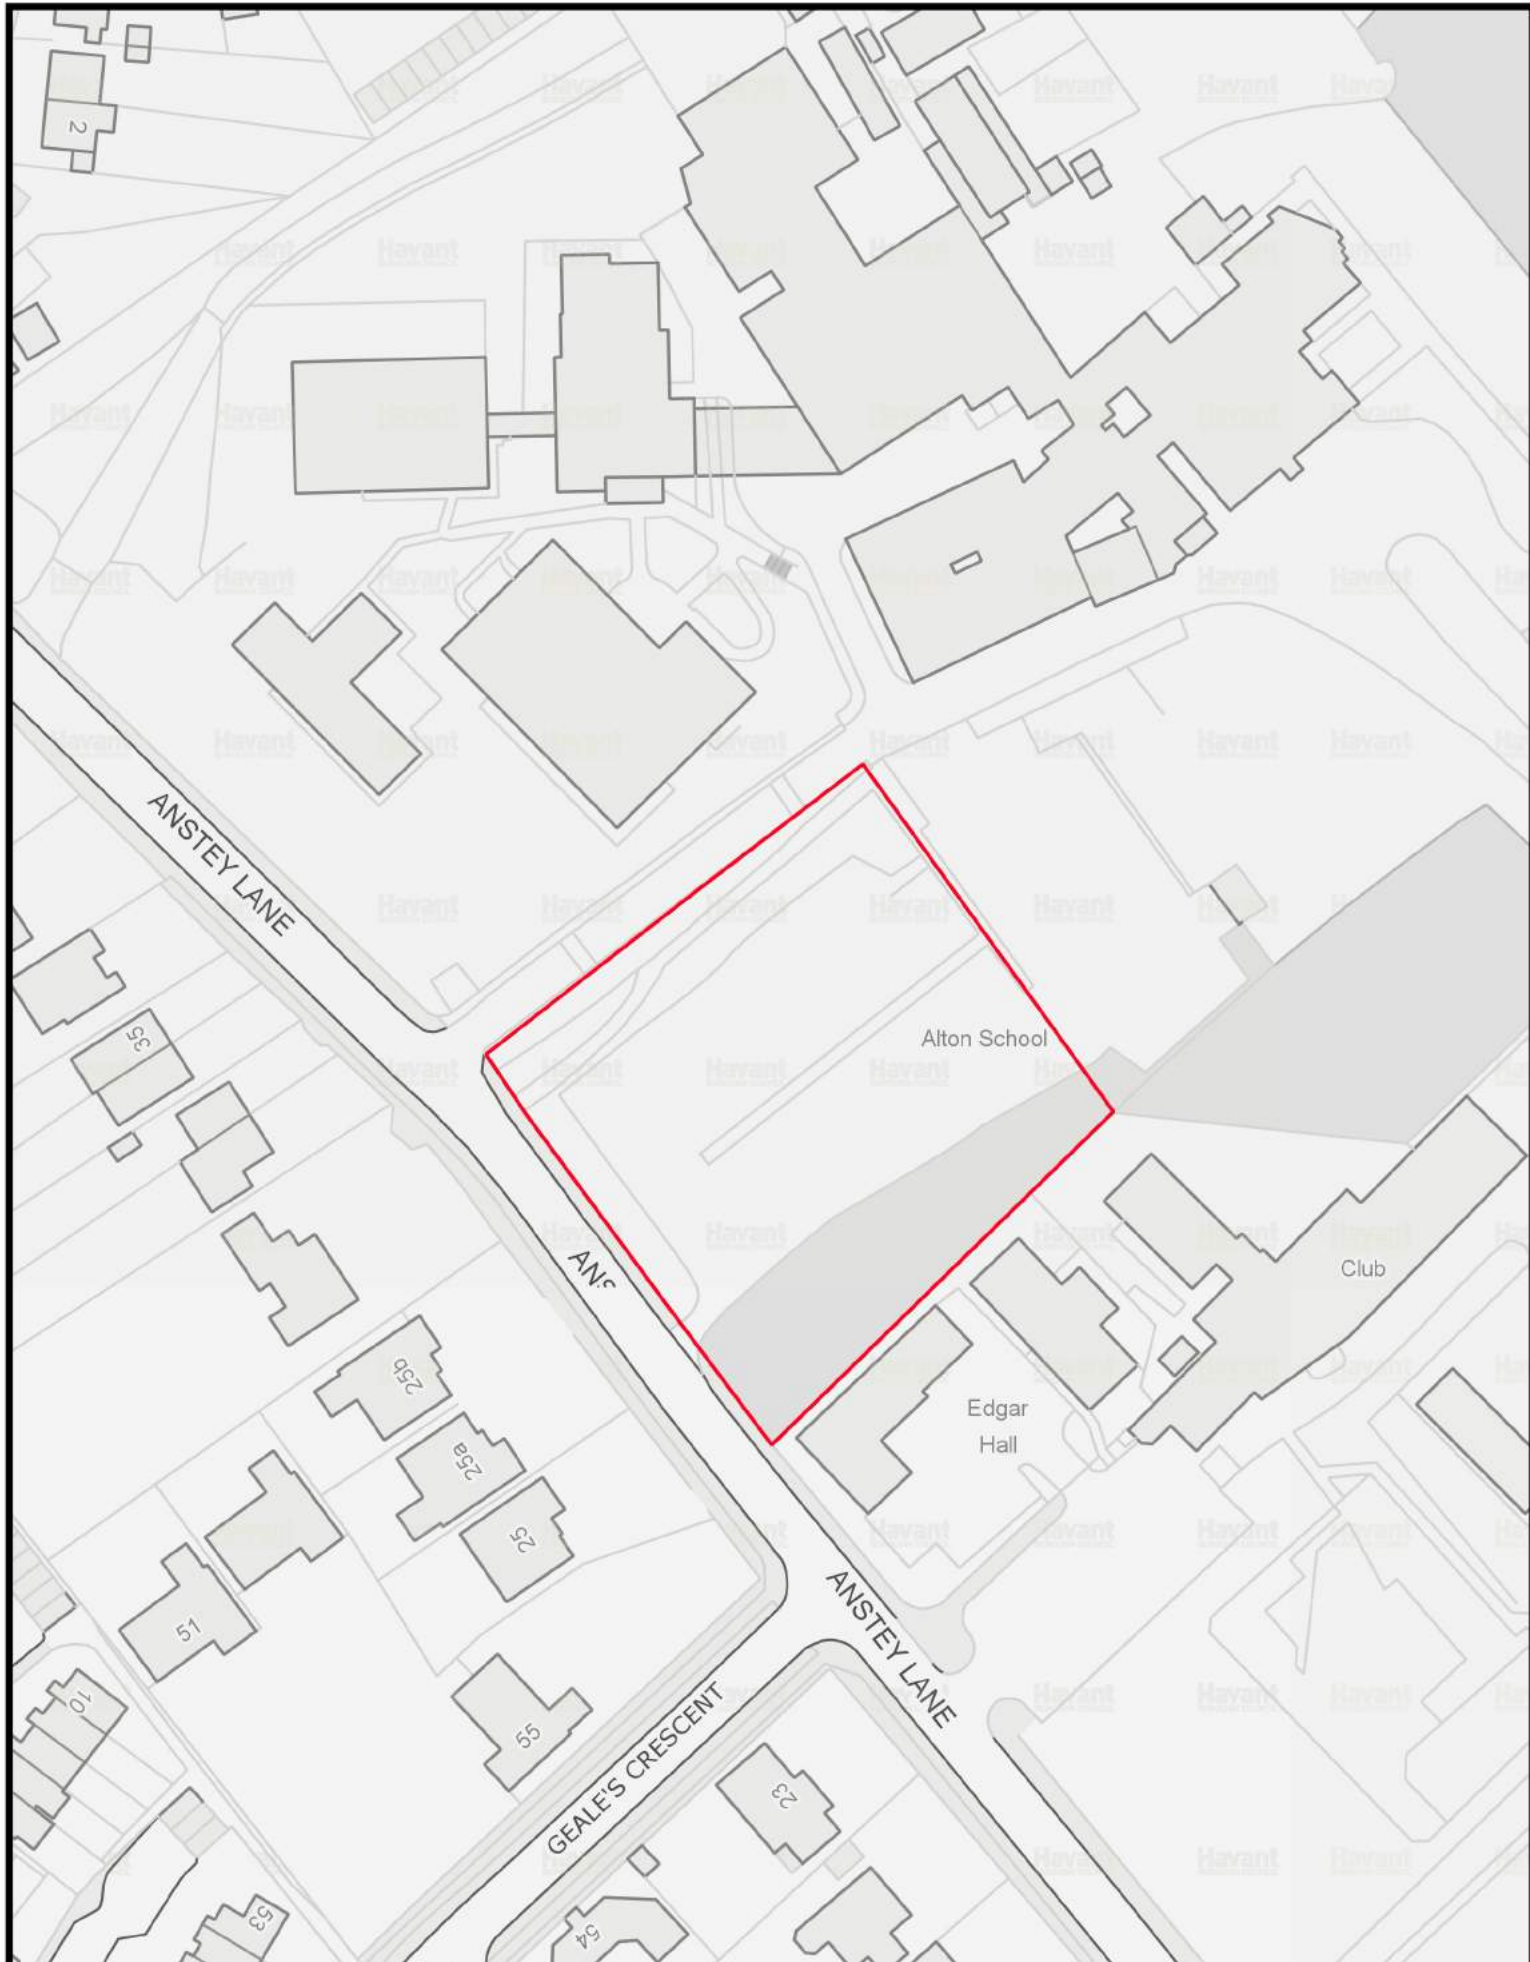 2
ANSTEY LANE
35
Alton School
ANS
Club
25b
Edgar
Hall
25a
25
51
ANSTEY LANE
10
55
GEALE'S CRESCENT
23
53
54
Havant